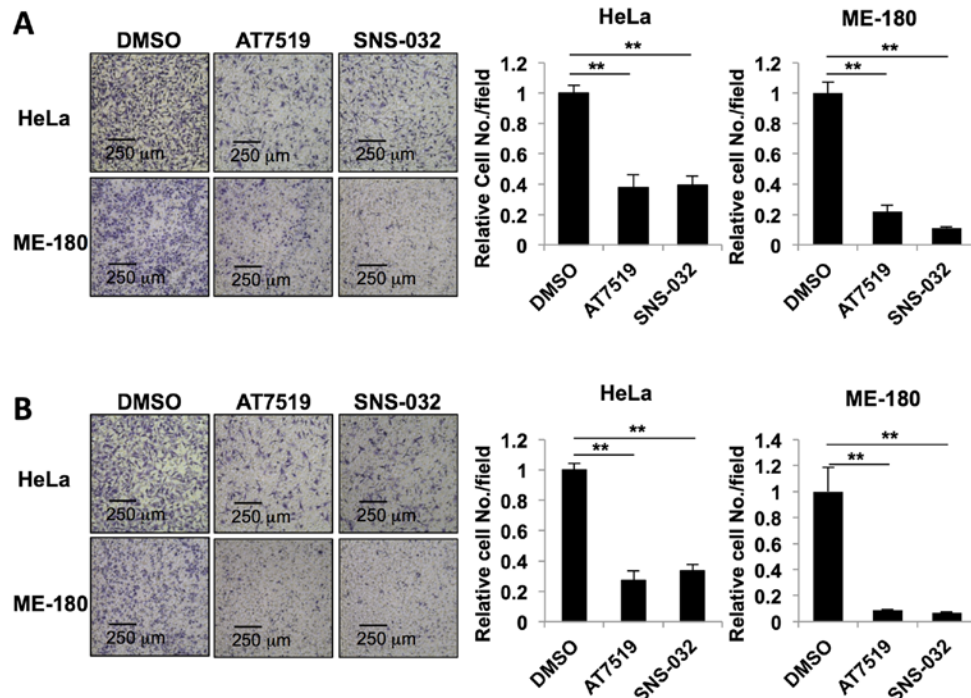 A
DMSO AT7519 SNS-032
HeLa
250 μm 250 μm 250 μm
ME-180
250 μm 250 μm 250 μm
HeLa
Relative Cell No./field
1.2
1
0.8
0.6
0.4
0.2
0
**
**
DMSO
AT7519
SNS-032
ME-180
Relative cell No./field
1.2
1
0.8
0.6
0.4
0.2
0
**
**
DMSO
AT7519
SNS-032
B
DMSO AT7519 SNS-032
HeLa
250 μm 250 μm 250 μm
ME-180
250 μm 250 μm 250 μm
HeLa
Relative cell No./field
1.2
1
0.8
0.6
0.4
0.2
0
**
**
DMSO
AT7519
SNS-032
ME-180
Relative cell No./field
1.4
1.2
1
0.8
0.6
0.4
0.2
0
**
**
DMSO
AT7519
SNS-032